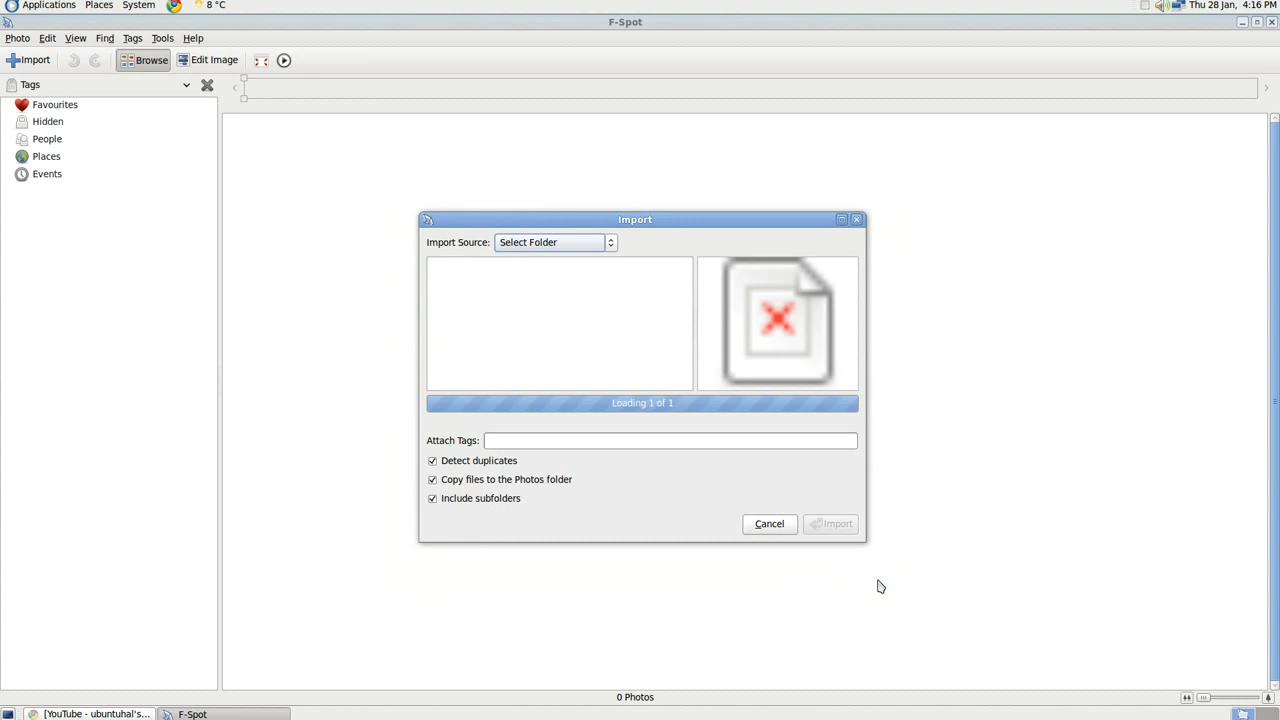 Applications Places System 8 °C Thu 28 Jan, 4:16 PM
F-Spot
Photo Edit View Find Tags Tools Help
Import Browse Edit Image
Tags
Favourites
Hidden
People
Places
Events
Import
Import Source: Select Folder
Loading 1 of 1
Attach Tags:
Detect duplicates
Copy files to the Photos folder
Include subfolders
Cancel Import
0 Photos
[YouTube - ubuntuhal's... F-Spot